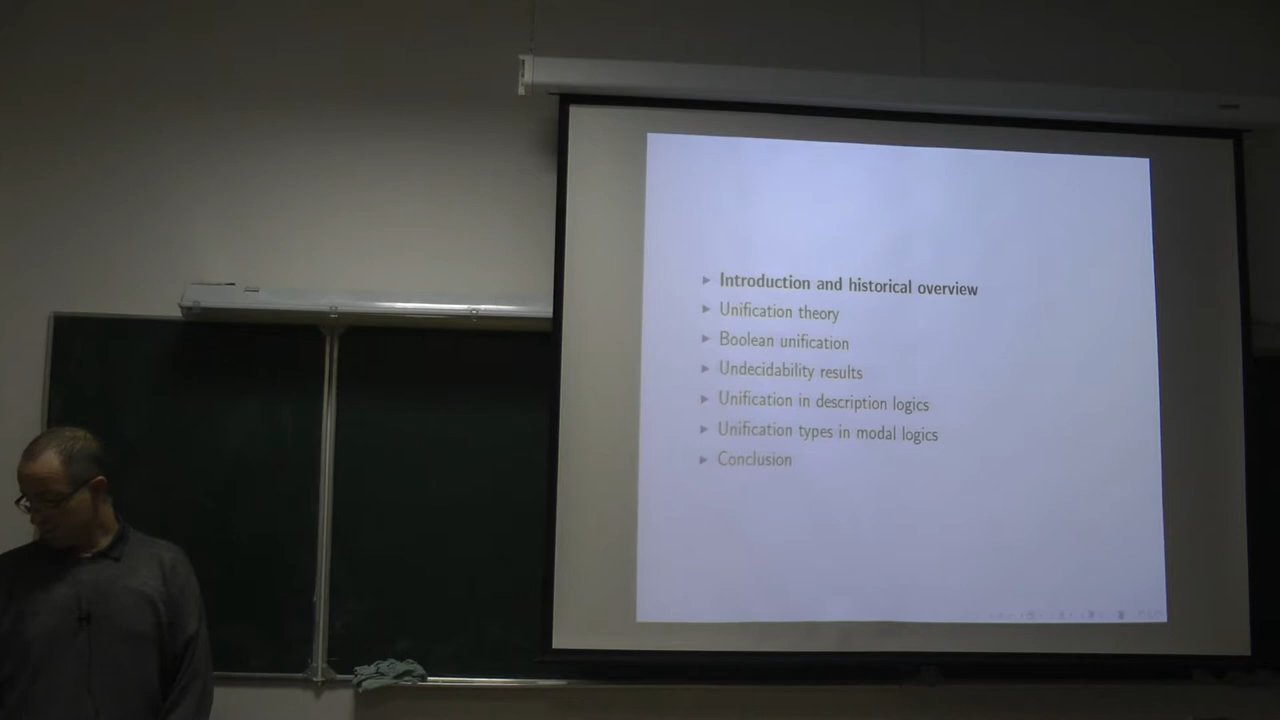 Introduction and historical overview
Unification theory
Boolean unification
Undecidability results
Unification in description logics
Unification types in modal logics
Conclusion